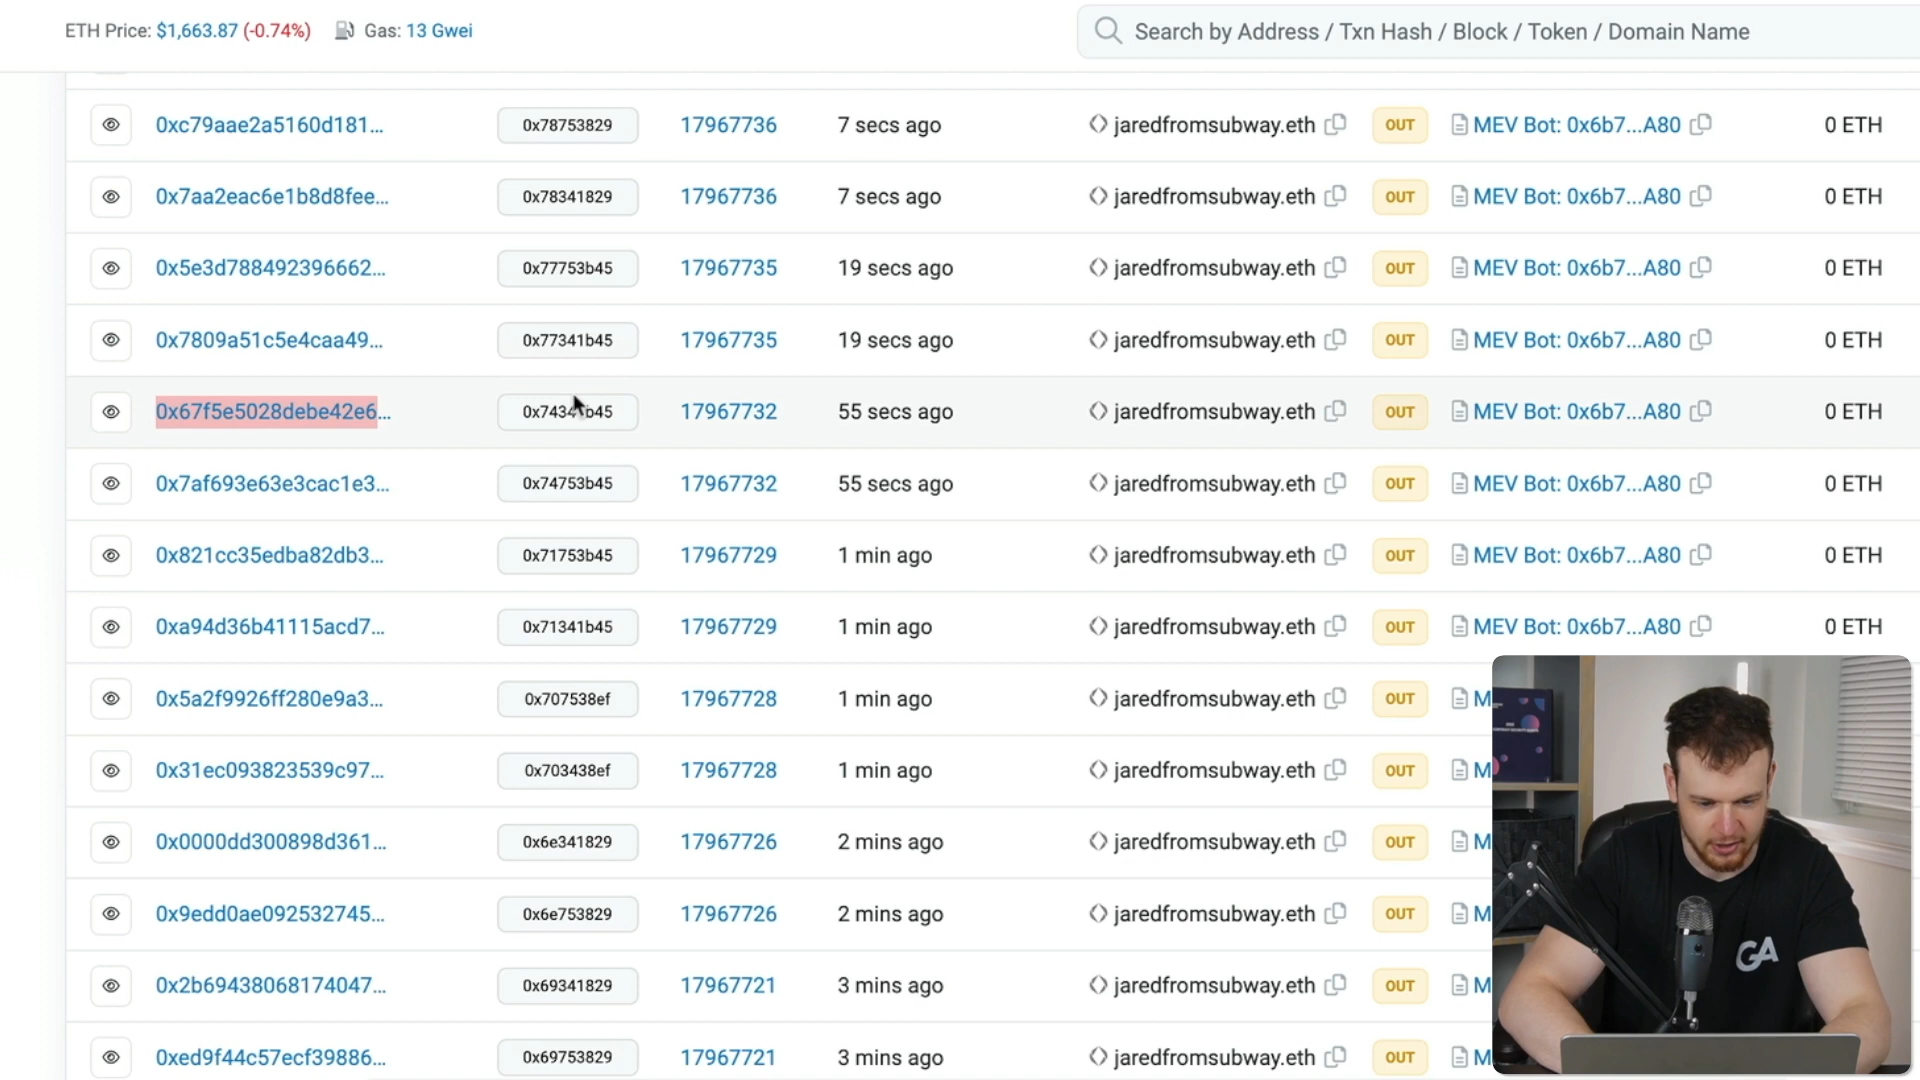 ETH Price: $1,663.87 (-0.74%) Gas: 13 Gwei Search by Address / Txn Hash / Block / Token / Domain Name
0xc79aae2a5160d181... 0x78753829 17967736 7 secs ago jaredfromsubway.eth OUT MEV Bot: 0x6b7...A80 0 ETH
0x7aa2eac6e1b8d8fee... 0x78341829 17967736 7 secs ago jaredfromsubway.eth OUT MEV Bot: 0x6b7...A80 0 ETH
0x5e3d788492396662... 0x77753b45 17967735 19 secs ago jaredfromsubway.eth OUT MEV Bot: 0x6b7...A80 0 ETH
0x7809a51c5e4caa49... 0x77341b45 17967735 19 secs ago jaredfromsubway.eth OUT MEV Bot: 0x6b7...A80 0 ETH
0x67f5e5028debe42e6... 17967732 55 secs ago jaredfromsubway.eth OUT MEV Bot: 0x6b7...A80 0 ETH
0x7af693e63e3cac1e3... 0x74753b45 17967732 55 secs ago jaredfromsubway.eth OUT MEV Bot: 0x6b7...A80 0 ETH
0x821cc35edba82db3... 0x71753b45 17967729 1 min ago jaredfromsubway.eth OUT MEV Bot: 0x6b7...A80 0 ETH
0xa94d36b41115acd7... 0x71341b45 17967729 1 min ago jaredfromsubway.eth OUT MEV Bot: 0x6b7...A80 0 ETH
0x5a2f9926ff280e9a3... 0x707538ef 17967728 1 min ago jaredfromsubway.eth OUT M
0x31ec093823539c97... 0x703438ef 17967728 1 min ago jaredfromsubway.eth OUT M
0x0000dd300898d361... 0x6e341829 17967726 2 mins ago jaredfromsubway.eth OUT M
0x9edd0ae092532745... 0x6e753829 17967726 2 mins ago jaredfromsubway.eth OUT M
0x2b69438068174047... 0x69341829 17967721 3 mins ago jaredfromsubway.eth OUT M
0xed9f44c57ecf39886... 0x69753829 17967721 3 mins ago jaredfromsubway.eth OUT M
GA